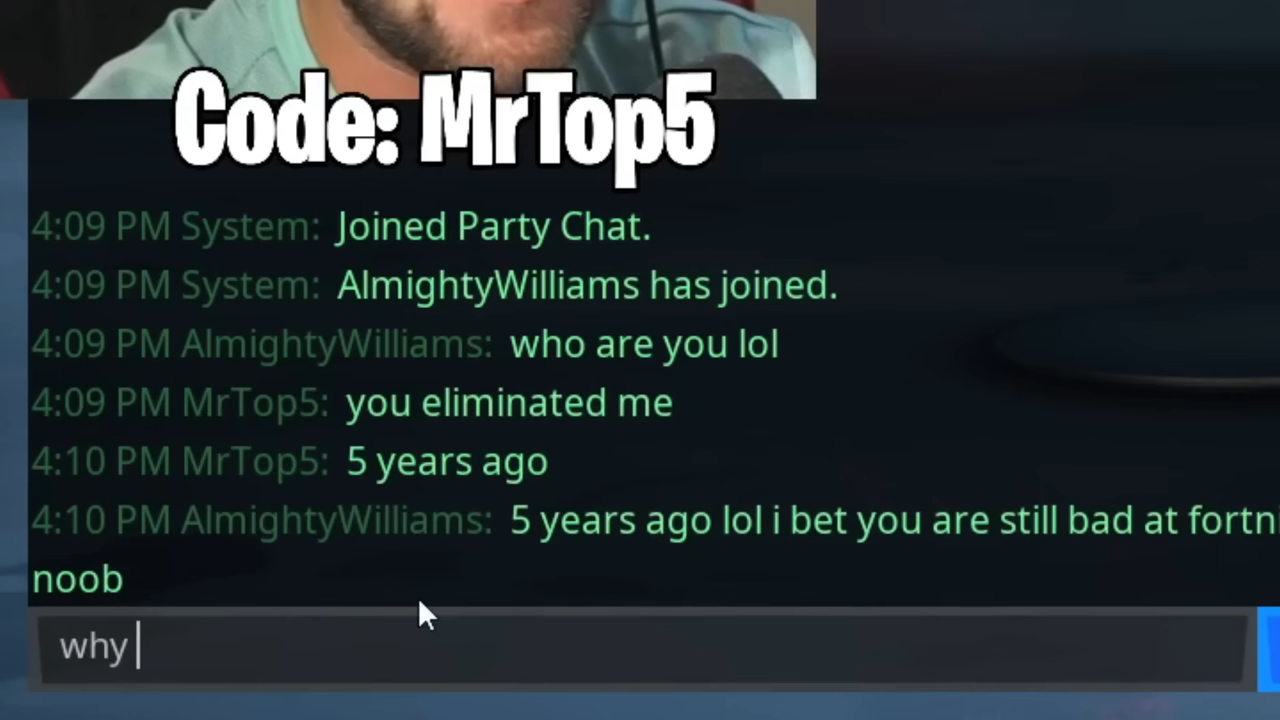 Code: MrTop5
4:09 PM System: Joined Party Chat.
4:09 PM System: AlmightyWilliams has joined.
4:09 PM AlmightyWilliams: who are you lol
4:09 PM MrTop5: you eliminated me
4:10 PM MrTop5: 5 years ago
4:10 PM AlmightyWilliams: 5 years ago lol i bet you are still bad at fortn
noob
why